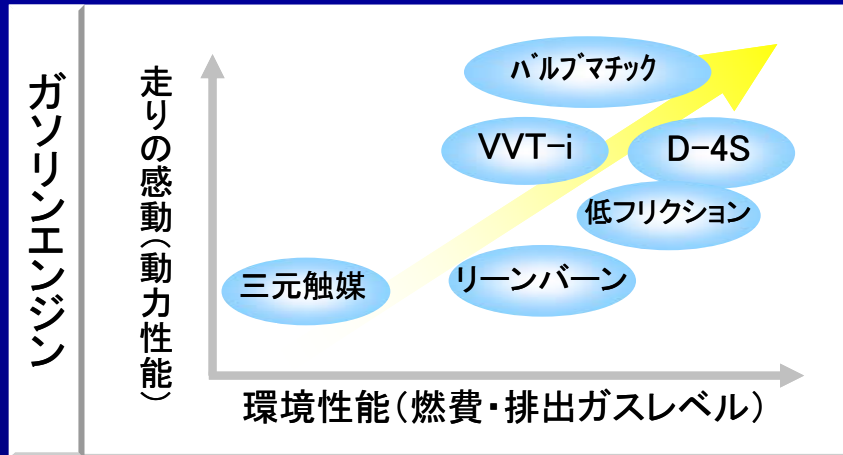 ガソリンエンジン
走りの感動(動力性能)
バルブマチック
VVT-i
D-4S
低フリクション
三元触媒
リーンバーン
環境性能(燃費・排出ガスレベル)